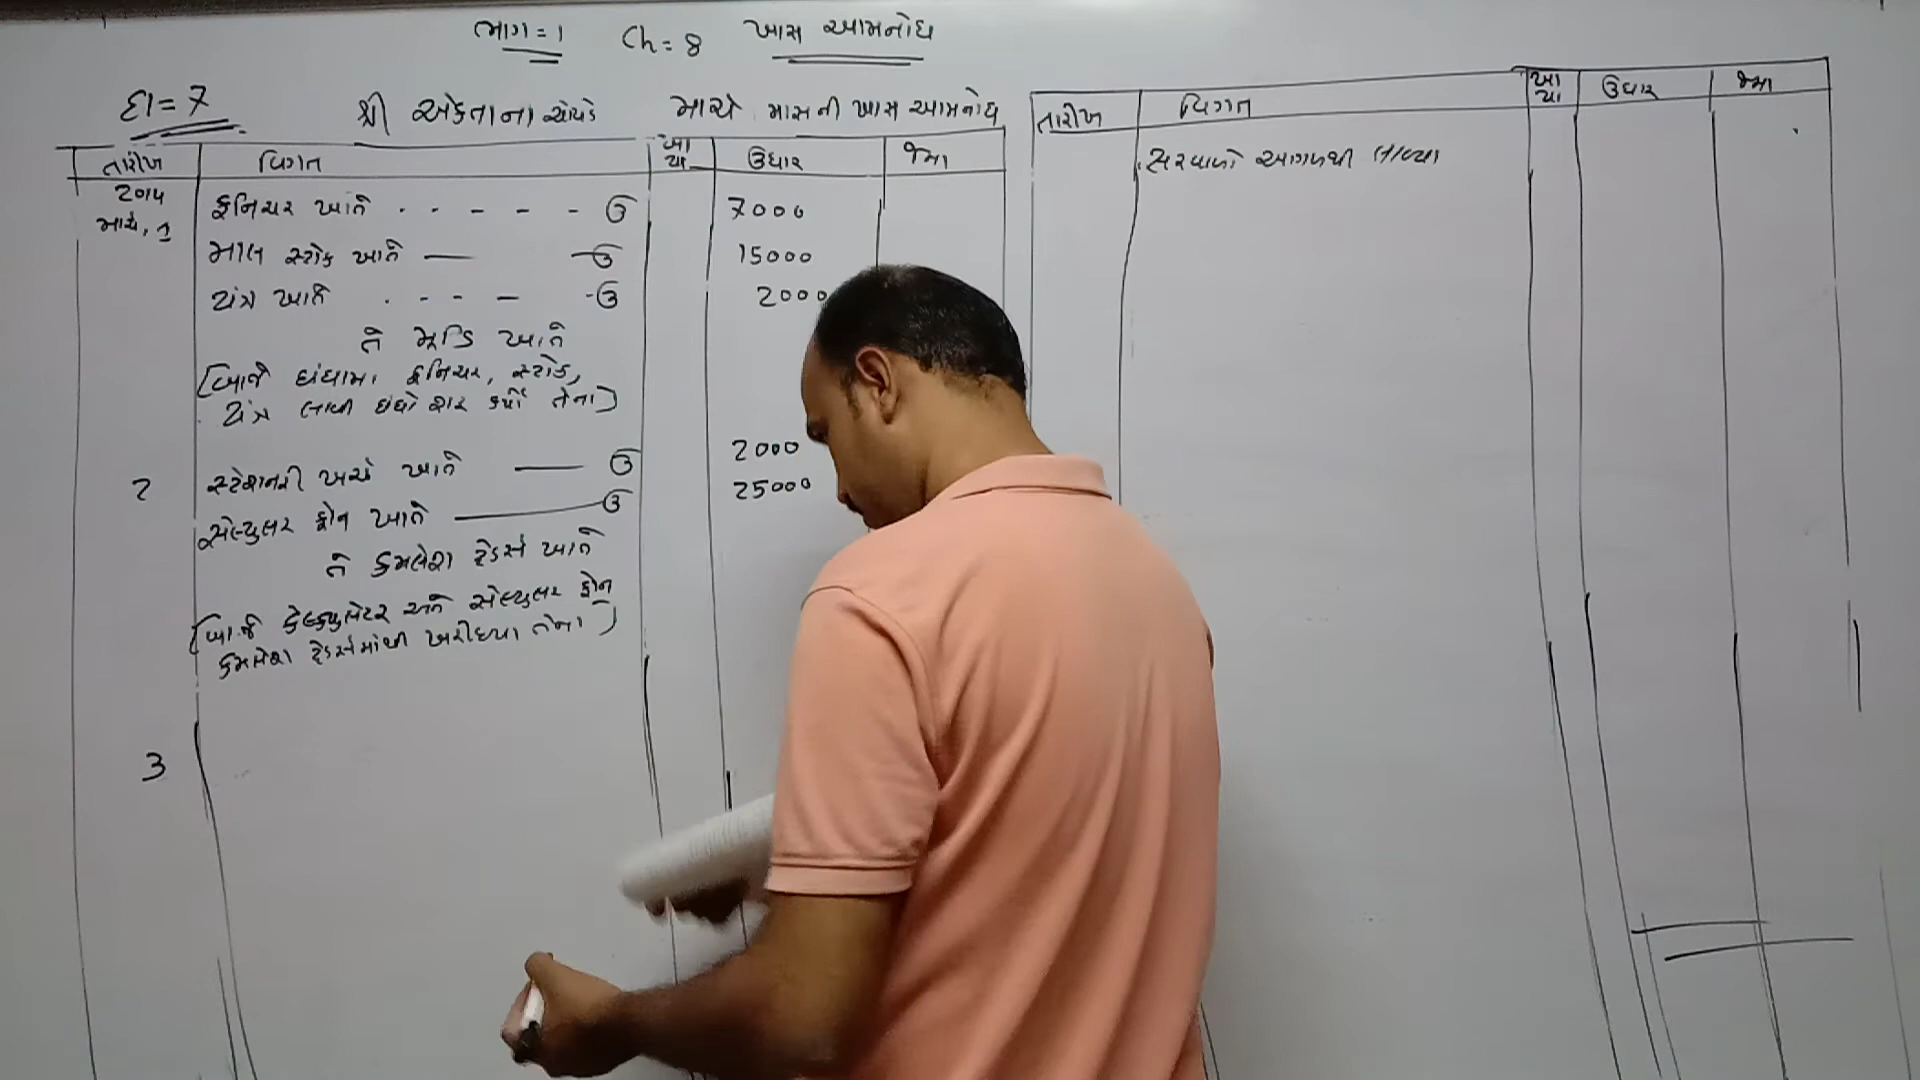 ભાગ = 1 Ch = 8 ખાસ આમનોંધ
દા = 7 શ્રી એકતાના ચોપડે માર્ચ માસની ખાસ આમનોંધ
તારીખ વિગત ખા પા ઉધાર જમા
2014 માર્ચ, 1 ફર્નિચર ખાતે . . - - - - ઉ 7000
માલ સ્ટોક ખાતે — — ઉ 15000
યંત્ર ખાતે . - - - — - ઉ 2000
તે મૂડી ખાતે
(બાજે ધંધામાં ફર્નિચર, સ્ટોક,
યંત્ર લાવી ધંધો શરૂ કર્યો તેના)
2 સ્ટેશનરી ખર્ચ ખાતે —— ઉ 2000
સેલ્યુલર ફોન ખાતે ——— ઉ 25000
તે કમલેશ ટ્રેડર્સ ખાતે
(બાજે કેલ્ક્યુલેટર અને સેલ્યુલર ફોન
કમલેશ ટ્રેડર્સમાંથી ખરીદ્યા તેના)
3
તારીખ વિગત ખા પા ઉધાર જમા
સરવાળો આગળથી લાવ્યા